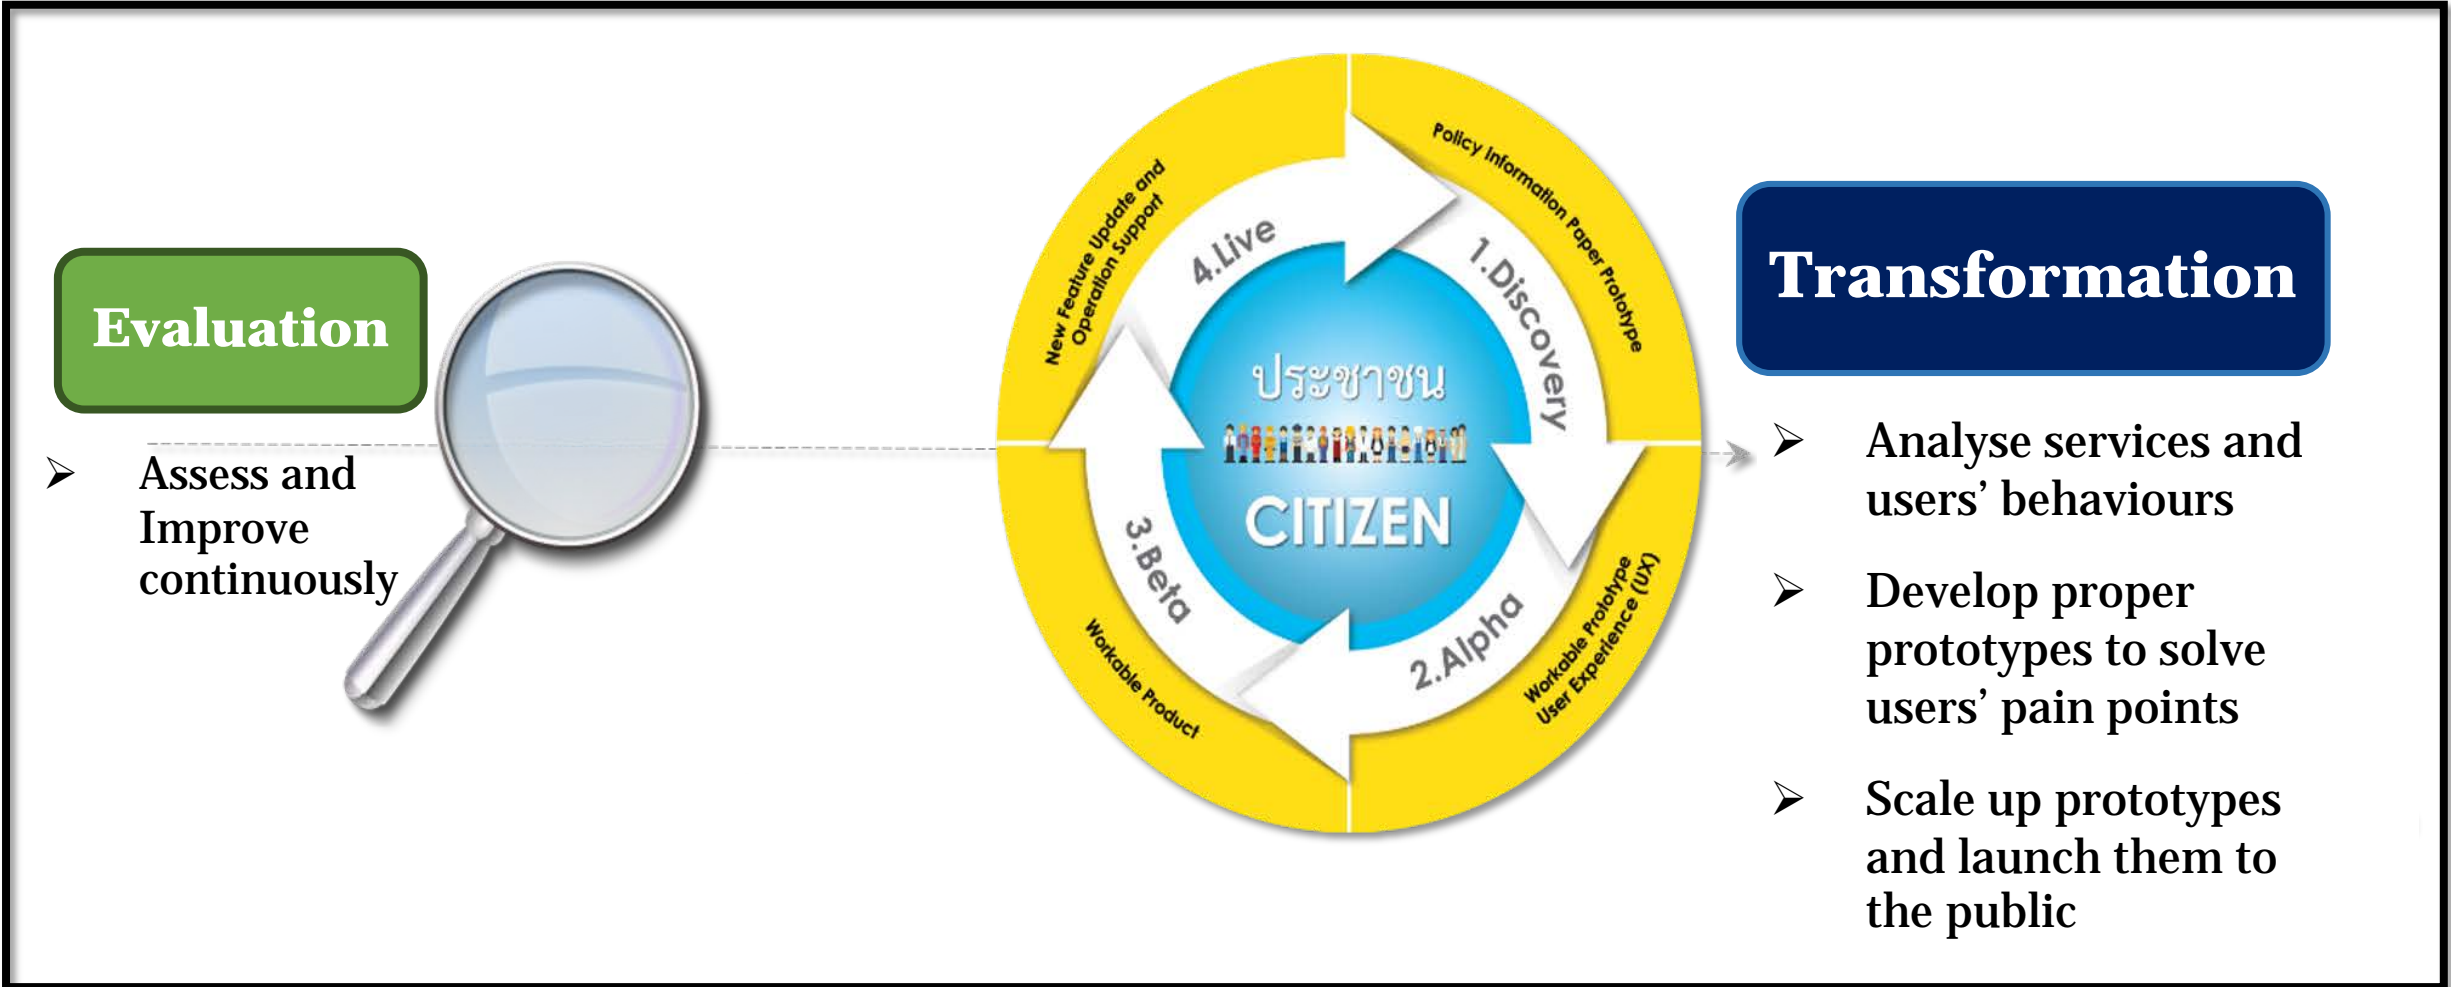 Evaluation
➢ Assess and
Improve
continuously
New Feature Update and
Operation Support
4.Live
Policy Information Paper Prototype
1.Discovery
ประชาชน
CITIZEN
3.Beta
Workable Product
2.Alpha
Workable Prototype
User Experience (UX)
Transformation
➢ Analyse services and
users’ behaviours
➢ Develop proper
prototypes to solve
users’ pain points
➢ Scale up prototypes
and launch them to
the public